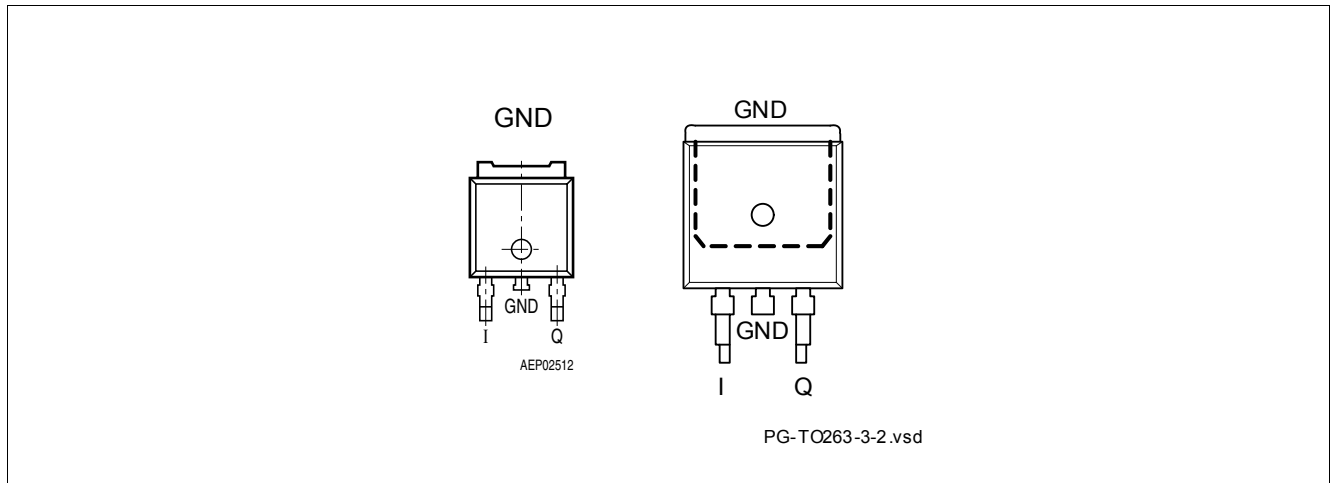 GND
GND
I
Q
AEP02512
GND
GND
I
Q
PG-TO263-3-2.vsd